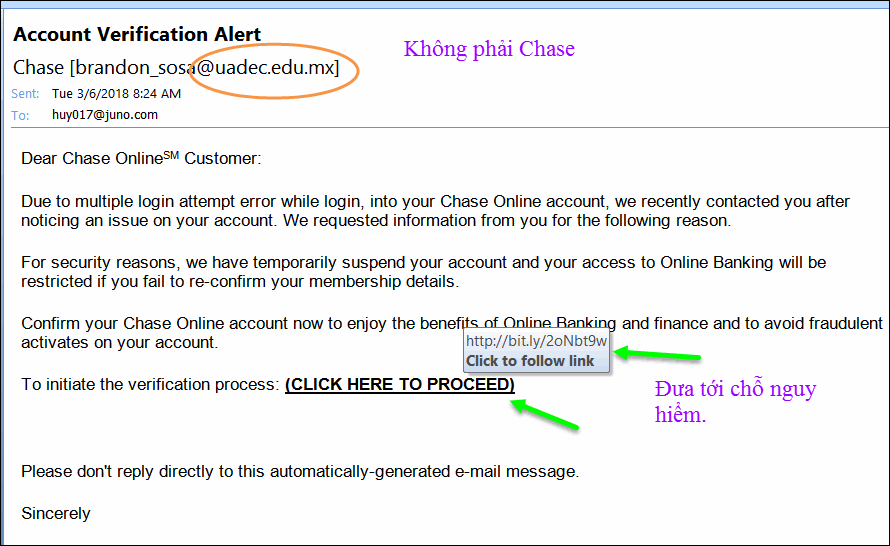 Account Verification Alert
Không phải Chase
Chase [brandon_sosa@uadec.edu.mx]
Sent: Tue 3/6/2018 8:24 AM
To: huy017@juno.com
Dear Chase Online℠ Customer:
Due to multiple login attempt error while login, into your Chase Online account, we recently contacted you after
noticing an issue on your account. We requested information from you for the following reason.
For security reasons, we have temporarily suspend your account and your access to Online Banking will be
restricted if you fail to re-confirm your membership details.
Confirm your Chase Online account now to enjoy the benefits of Online Banking and finance and to avoid fraudulent
activates on your account.
http://bit.ly/2oNbt9w
Click to follow link
To initiate the verification process: (CLICK HERE TO PROCEED)
Đưa tới chỗ nguy
hiểm.
Please don't reply directly to this automatically-generated e-mail message.
Sincerely